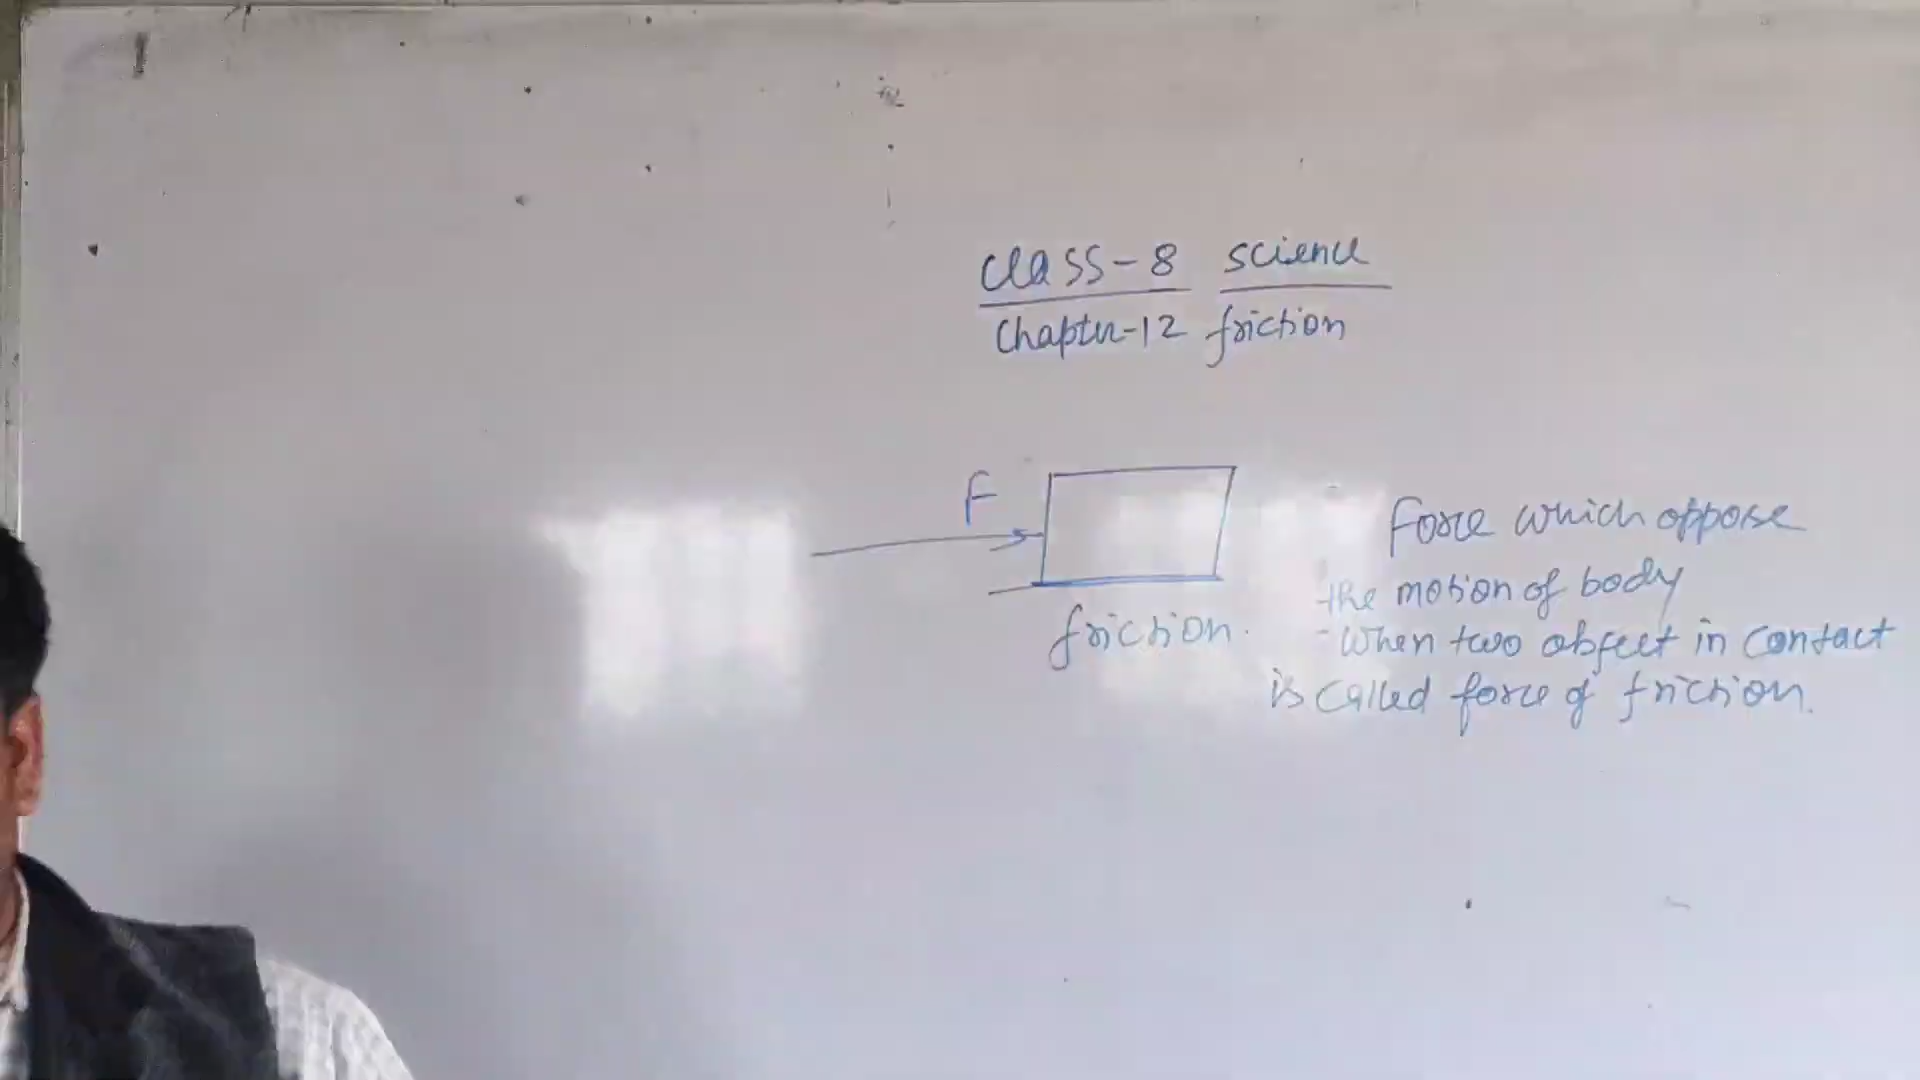 Class-8 science
Chapter-12 friction
F
friction.
Force which oppose
the motion of body
- When two object in contact
is called force of friction.